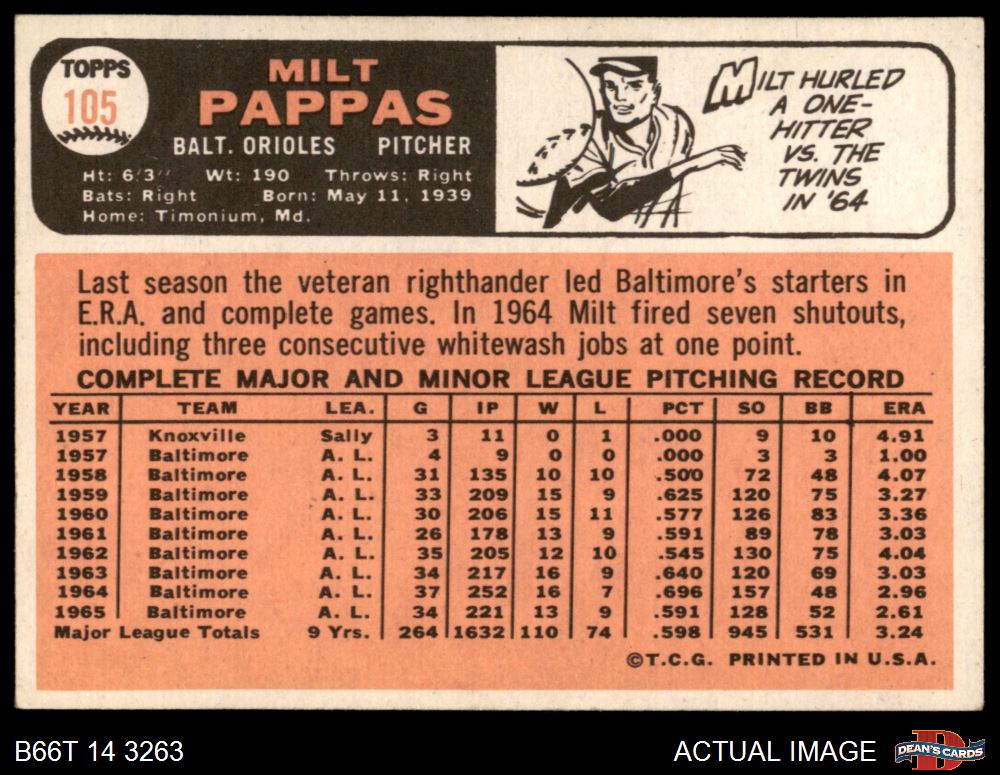 TOPPS
105
MILT
PAPPAS
BALT. ORIOLES PITCHER
Ht: 6'3" Wt: 190 Throws: Right
Bats: Right Born: May 11, 1939
Home: Timonium, Md.
MILT HURLED
A ONE-
HITTER
VS. THE
TWINS
IN '64
Last season the veteran righthander led Baltimore's starters in
E.R.A. and complete games. In 1964 Milt fired seven shutouts,
including three consecutive whitewash jobs at one point.
COMPLETE MAJOR AND MINOR LEAGUE PITCHING RECORD
YEAR TEAM LEA. G IP W L PCT SO BB ERA
1957 Knoxville Sally 3 11 0 1 .000 9 10 4.91
1957 Baltimore A. L. 4 9 0 0 .000 3 3 1.00
1958 Baltimore A. L. 31 135 10 10 .500 72 48 4.07
1959 Baltimore A. L. 33 209 15 9 .625 120 75 3.27
1960 Baltimore A. L. 30 206 15 11 .577 126 83 3.36
1961 Baltimore A. L. 26 178 13 9 .591 89 78 3.03
1962 Baltimore A. L. 35 205 12 10 .545 130 75 4.04
1963 Baltimore A. L. 34 217 16 9 .640 120 69 3.03
1964 Baltimore A. L. 37 252 16 7 .696 157 48 2.96
1965 Baltimore A. L. 34 221 13 9 .591 128 52 2.61
Major League Totals 9 Yrs. 264 1632 110 74 .598 945 531 3.24
©T.C.G. PRINTED IN U.S.A.
B66T 14 3263
ACTUAL IMAGE
DEAN'S CARDS